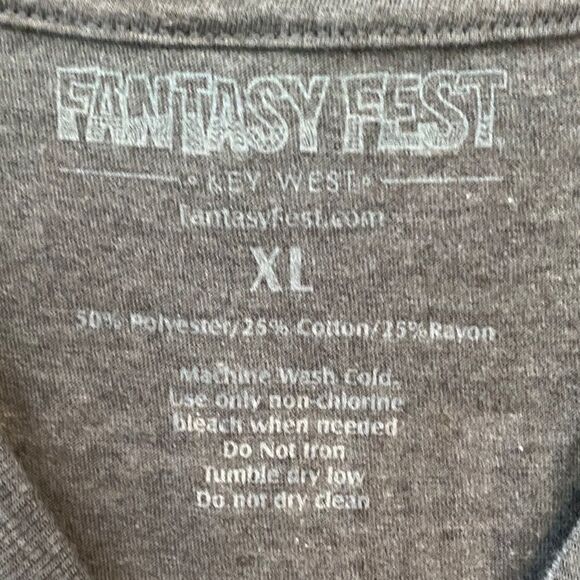 FANTASY FEST
KEY WEST
fantasyfest.com
XL
50% Polyester/25% Cotton/25% Rayon
Machine Wash Cold.
Use only non-chlorine
bleach when needed
Do Not Iron
Tumble dry low
Do not dry clean